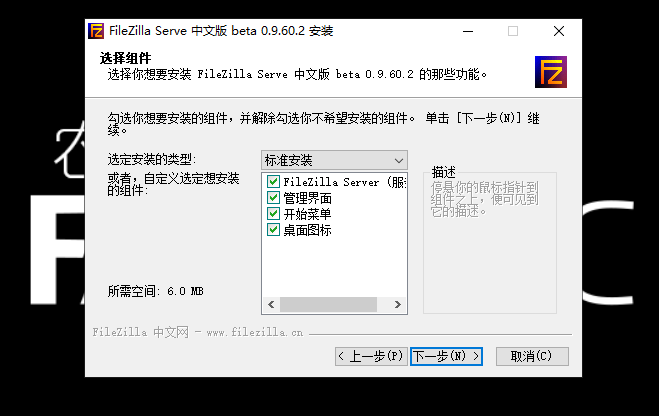 FileZilla Serve 中文版 beta 0.9.60.2 安装
选择组件
选择你想要安装 FileZilla Serve 中文版 beta 0.9.60.2 的那些功能。
勾选你想要安装的组件，并解除勾选你不希望安装的组件。 单击 [下一步(N)] 继
续。
选定安装的类型:
标准安装
或者，自定义选定想安装
的组件:
FileZilla Server (服
管理界面
开始菜单
桌面图标
描述
停悬你的鼠标指针到
组件之上，便可见到
它的描述。
所需空间: 6.0 MB
FileZilla 中文网 - www.filezilla.cn
< 上一步(P)
下一步(N) >
取消(C)